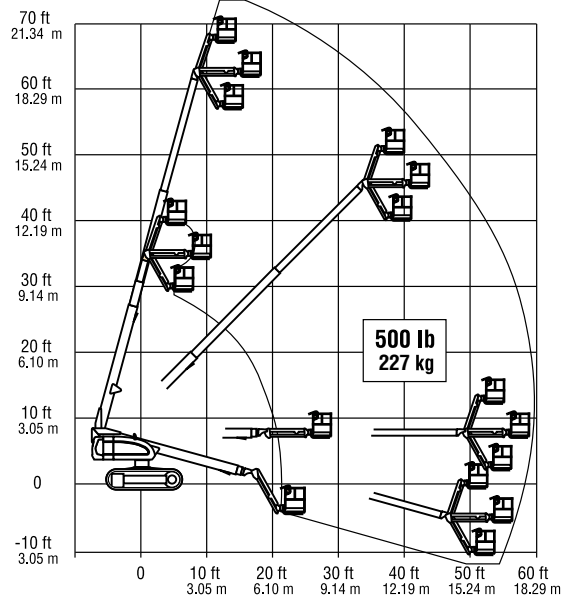 70 ft
21.34 m
60 ft
18.29 m
50 ft
15.24 m
40 ft
12.19 m
30 ft
9.14 m
20 ft
6.10 m
500 lb
227 kg
10 ft
3.05 m
0
-10 ft
3.05 m
0 10 ft 20 ft 30 ft 40 ft 50 ft 60 ft
3.05 m 6.10 m 9.14 m 12.19 m 15.24 m 18.29 m